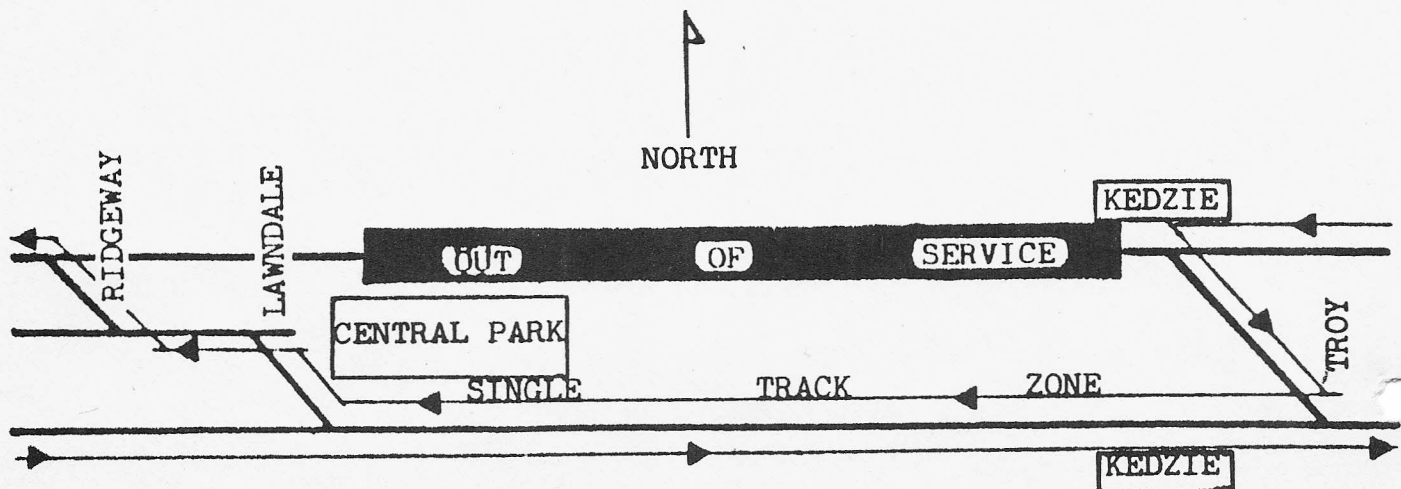 NORTH
RIDGEWAY
LAWNDALE
KEDZIE
OUT OF SERVICE
CENTRAL PARK
TROY
SINGLE TRACK ZONE
KEDZIE